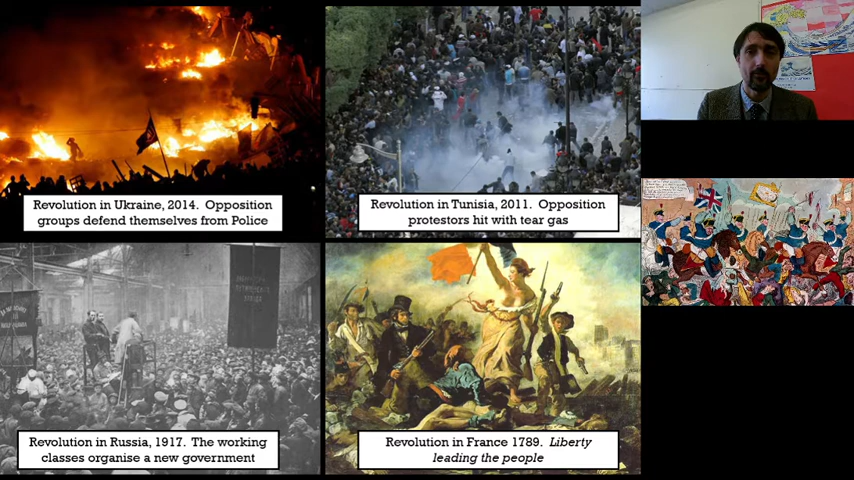 Revolution in Ukraine, 2014. Opposition
groups defend themselves from Police
Revolution in Tunisia, 2011. Opposition
protestors hit with tear gas
Revolution in Russia, 1917. The working
classes organise a new government
Revolution in France 1789. Liberty
leading the people